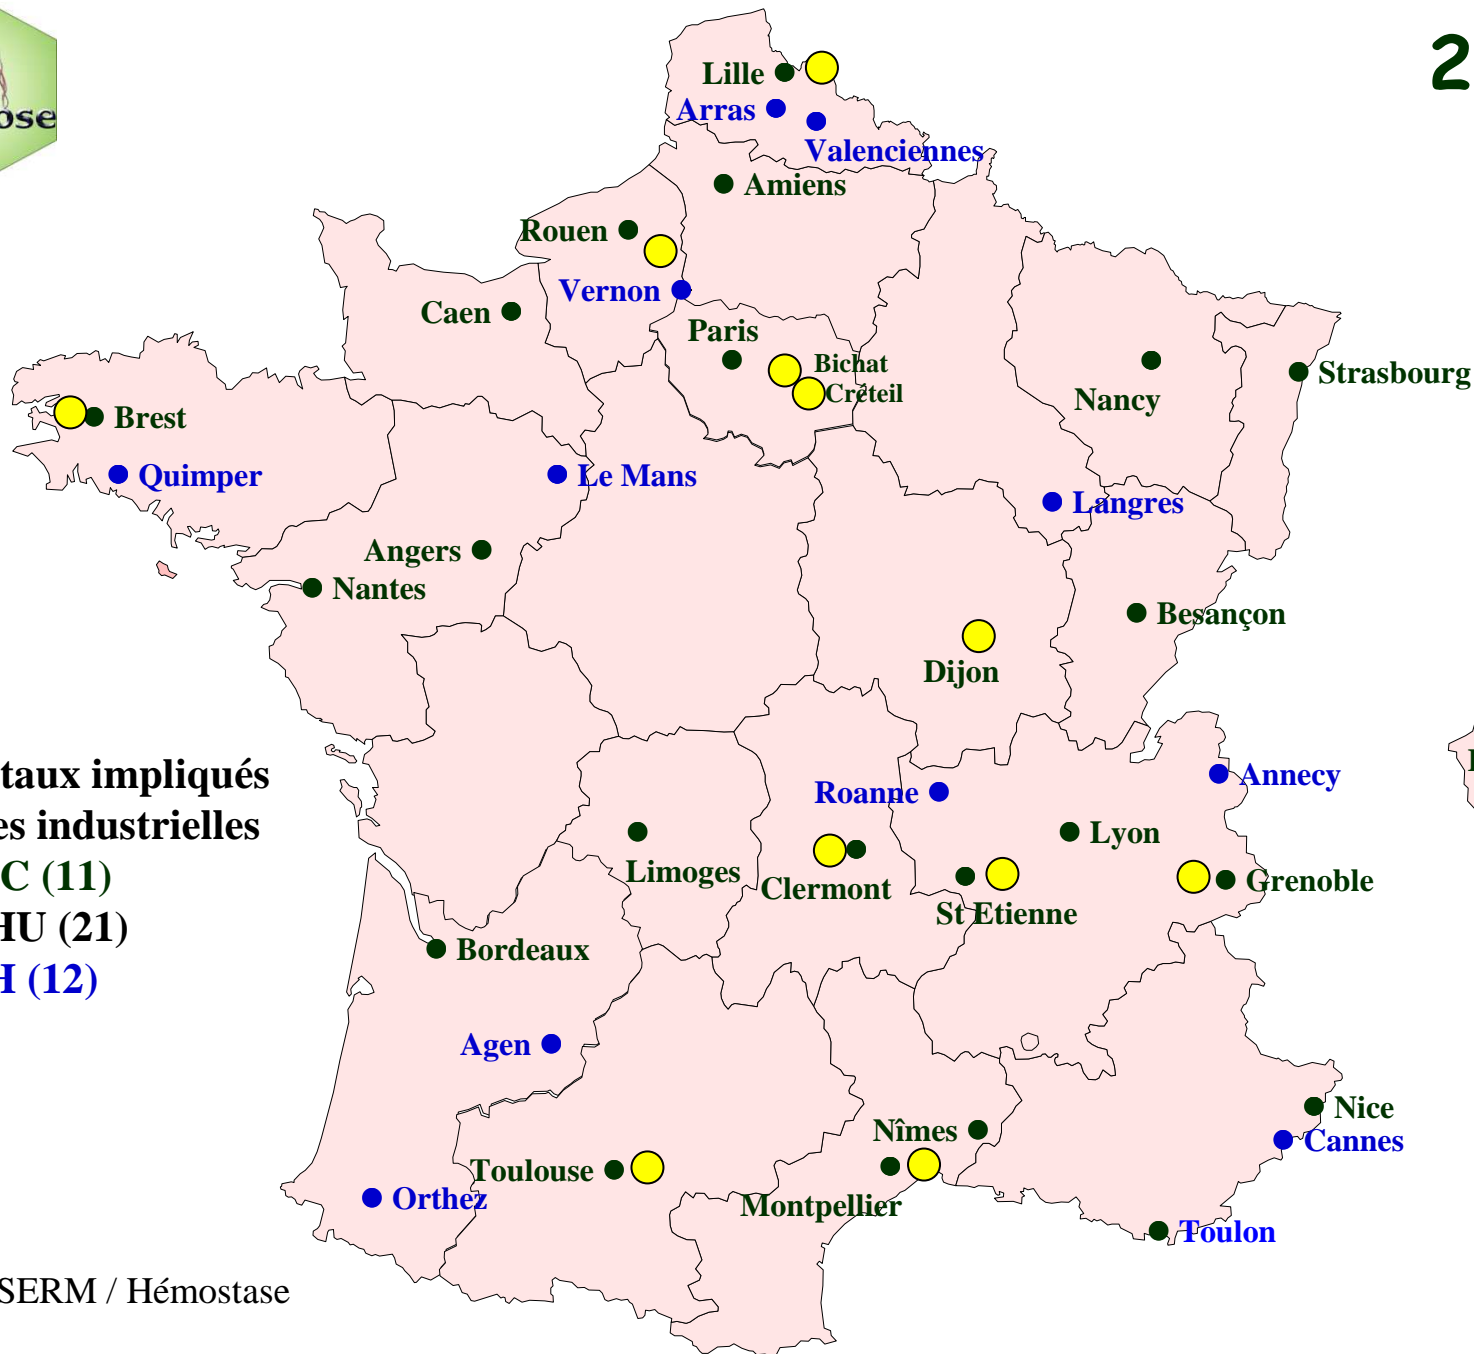 2
ose
Lille
Arras
Valenciennes
Amiens
Rouen
Vernon
Caen
Paris
Bichat
Créteil
Nancy
Strasbourg
Brest
Quimper
Le Mans
Langres
Angers
Nantes
Besançon
Dijon
taux impliqués
es industrielles
C (11)
HU (21)
H (12)
Roanne
Annecy
Lyon
Limoges
Clermont
St Etienne
Grenoble
Bordeaux
Agen
Nice
Cannes
Nîmes
Toulouse
Montpellier
Orthez
Toulon
SERM / Hémostase